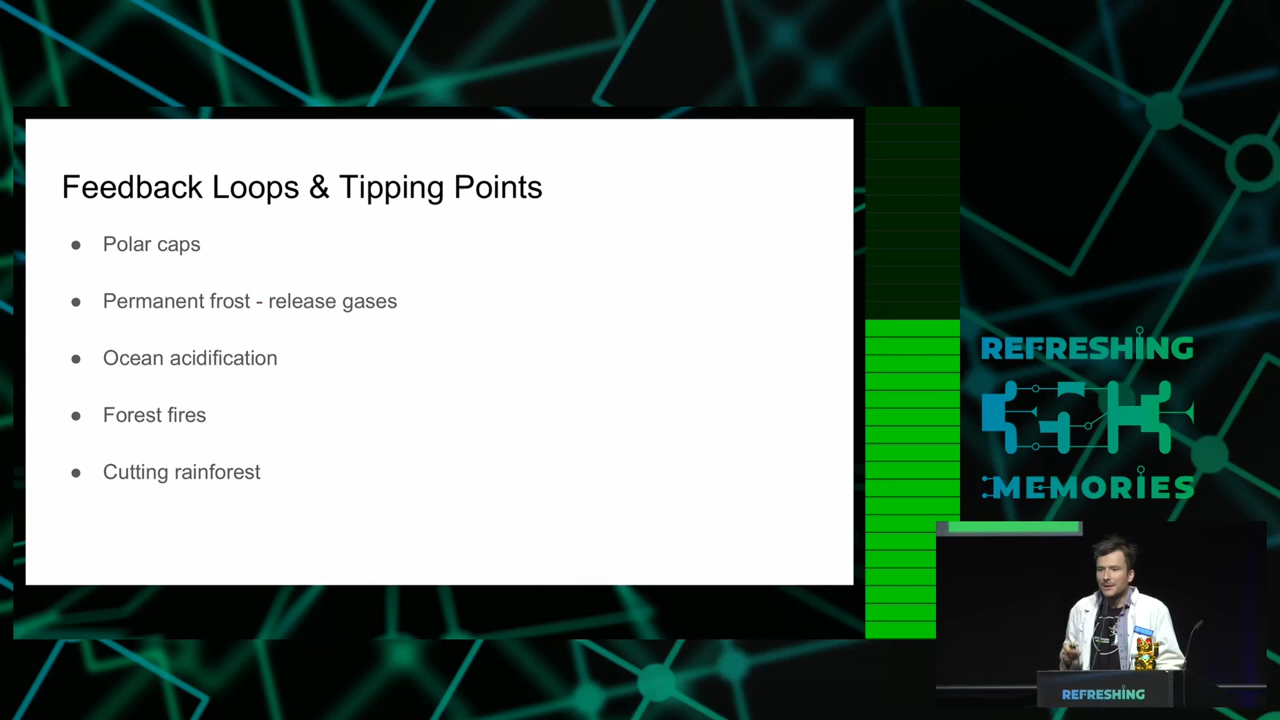 Feedback Loops & Tipping Points
● Polar caps
● Permanent frost - release gases
● Ocean acidification
● Forest fires
● Cutting rainforest
REFRESHING
MEMORIES
REFRESHING